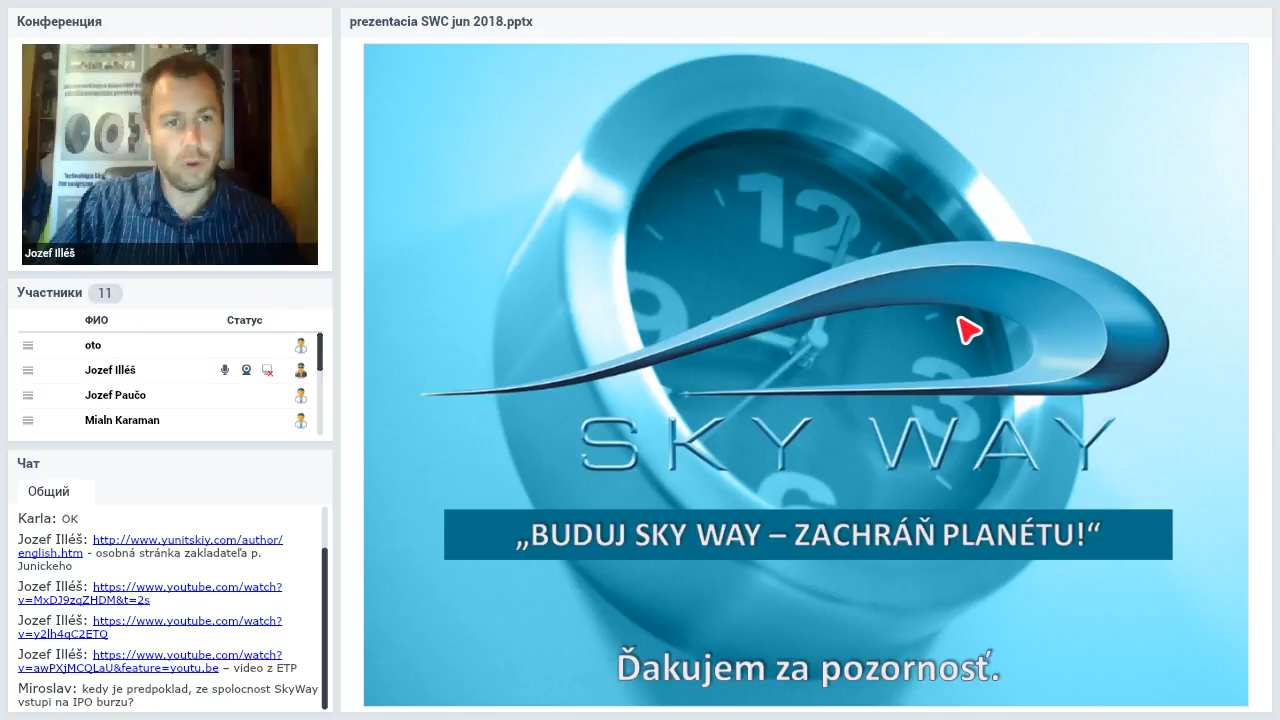 Конференция
Jozef Illéš
Участники 11
ФИО Статус
oto
Jozef Illéš
Jozef Paučo
Mialn Karaman
Чат
Общий
Karla: OK
Jozef Illéš: http://www.yunitskiy.com/author/
english.htm - osobná stránka zakladateľa p.
Junickeho
Jozef Illéš: https://www.youtube.com/watch?
v=MxDJ9zqZHDM&t=2s
Jozef Illéš: https://www.youtube.com/watch?
v=y2lh4qC2ETQ
Jozef Illéš: https://www.youtube.com/watch?
v=awPXjMCQLaU&feature=youtu.be – video z ETP
Miroslav: kedy je predpoklad, ze spolocnost SkyWay
vstupi na IPO burzu?
prezentacia SWC jun 2018.pptx
12
9
3
6
SKY WAY
„BUDUJ SKY WAY – ZACHRÁŇ PLANÉTU!“
Ďakujem za pozornosť.